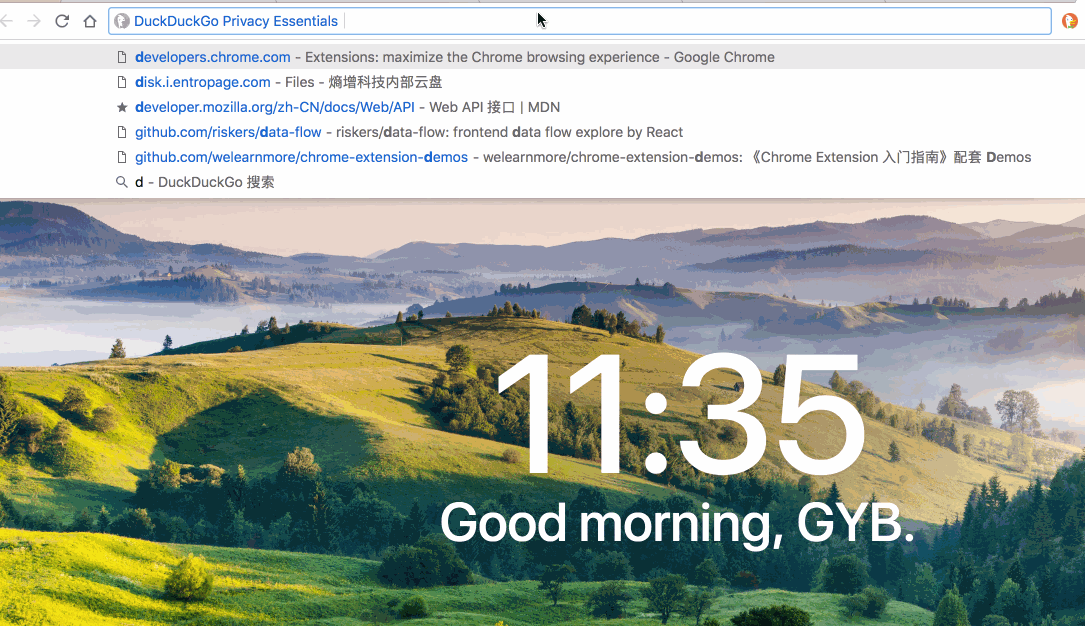 DuckDuckGo Privacy Essentials
developers.chrome.com - Extensions: maximize the Chrome browsing experience - Google Chrome
disk.i.entropage.com - Files - 熵增科技内部云盘
developer.mozilla.org/zh-CN/docs/Web/API - Web API 接口 | MDN
github.com/riskers/data-flow - riskers/data-flow: frontend data flow explore by React
github.com/welearnmore/chrome-extension-demos - welearnmore/chrome-extension-demos: 《Chrome Extension 入门指南》配套 Demos
d - DuckDuckGo 搜索
11:35
Good morning, GYB.